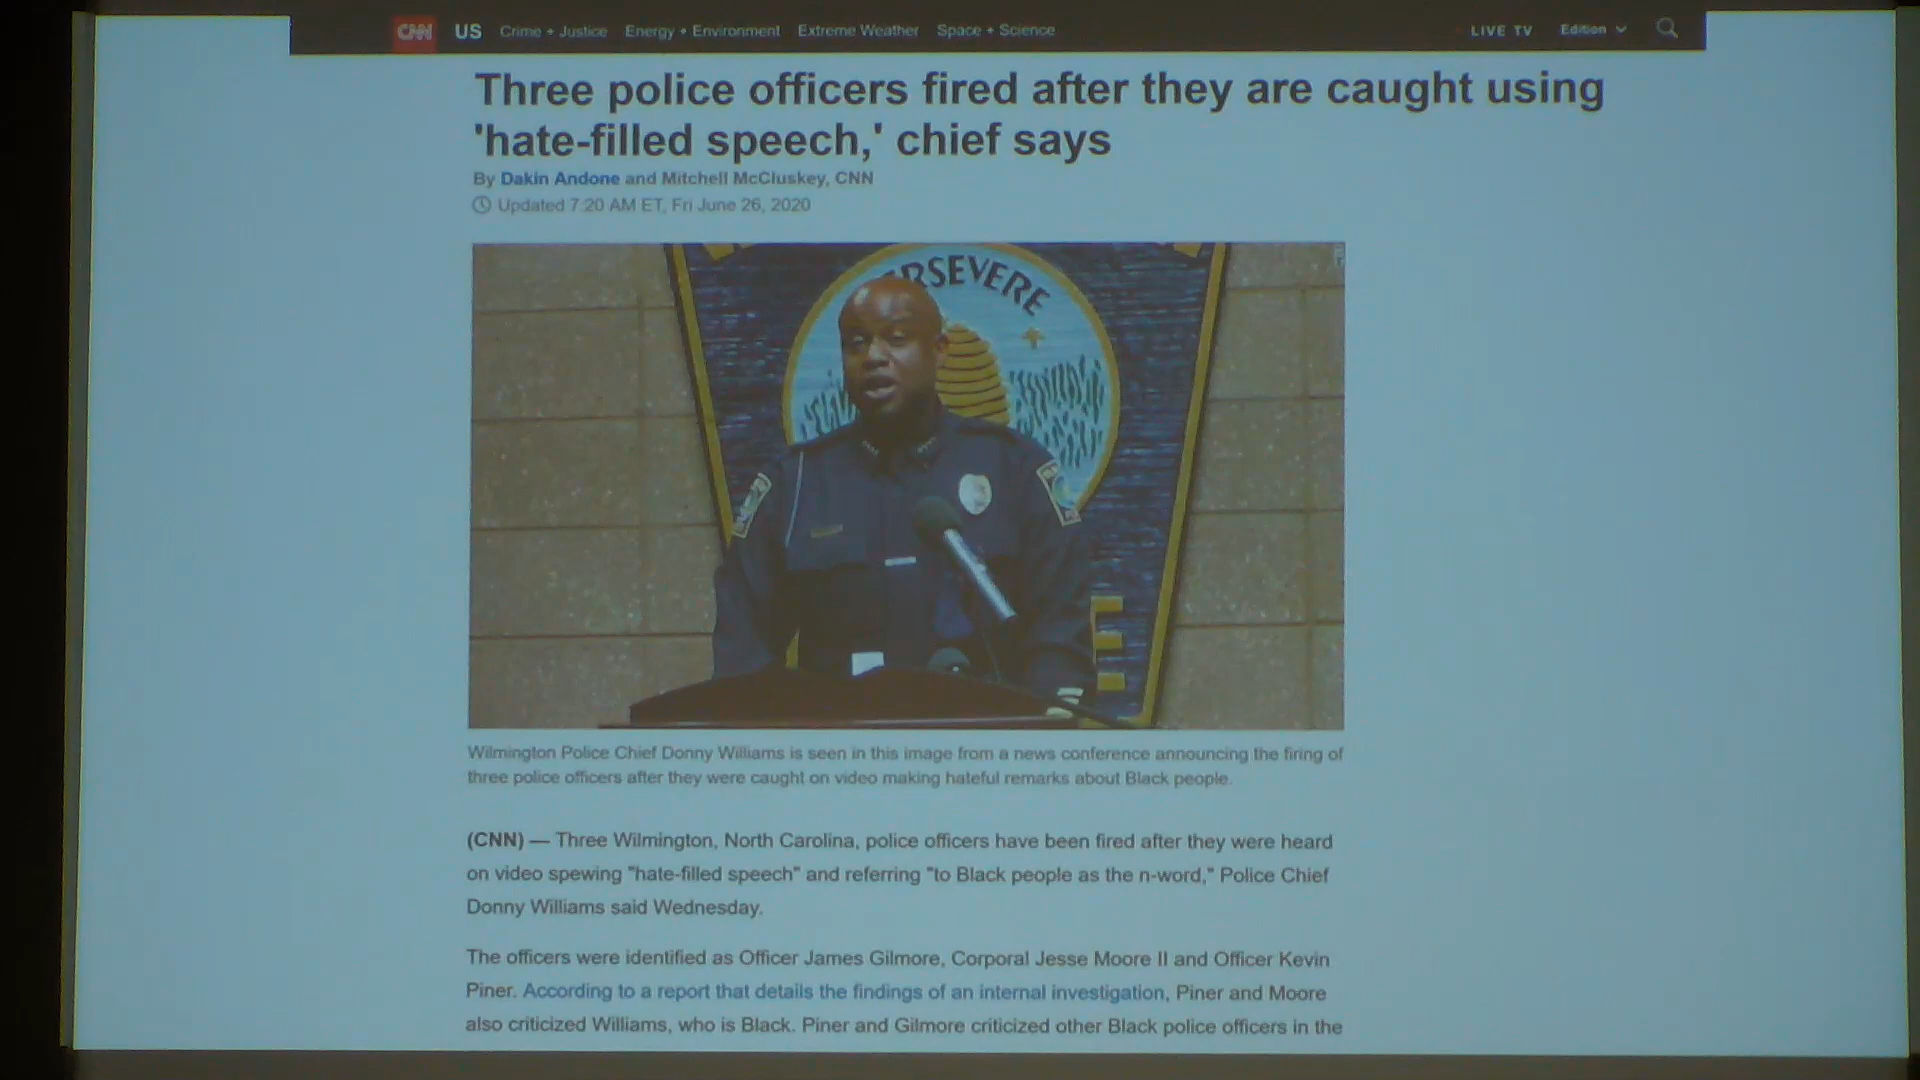 CNN US Crime + Justice Energy + Environment Extreme Weather Space + Science LIVE TV Edition
Three police officers fired after they are caught using
'hate-filled speech,' chief says
By Dakin Andone and Mitchell McCluskey, CNN
Updated 7:20 AM ET, Fri June 26, 2020
RSEVERE
E
Wilmington Police Chief Donny Williams is seen in this image from a news conference announcing the firing of
three police officers after they were caught on video making hateful remarks about Black people.
(CNN) — Three Wilmington, North Carolina, police officers have been fired after they were heard
on video spewing "hate-filled speech" and referring "to Black people as the n-word," Police Chief
Donny Williams said Wednesday.
The officers were identified as Officer James Gilmore, Corporal Jesse Moore II and Officer Kevin
Piner. According to a report that details the findings of an internal investigation, Piner and Moore
also criticized Williams, who is Black. Piner and Gilmore criticized other Black police officers in the